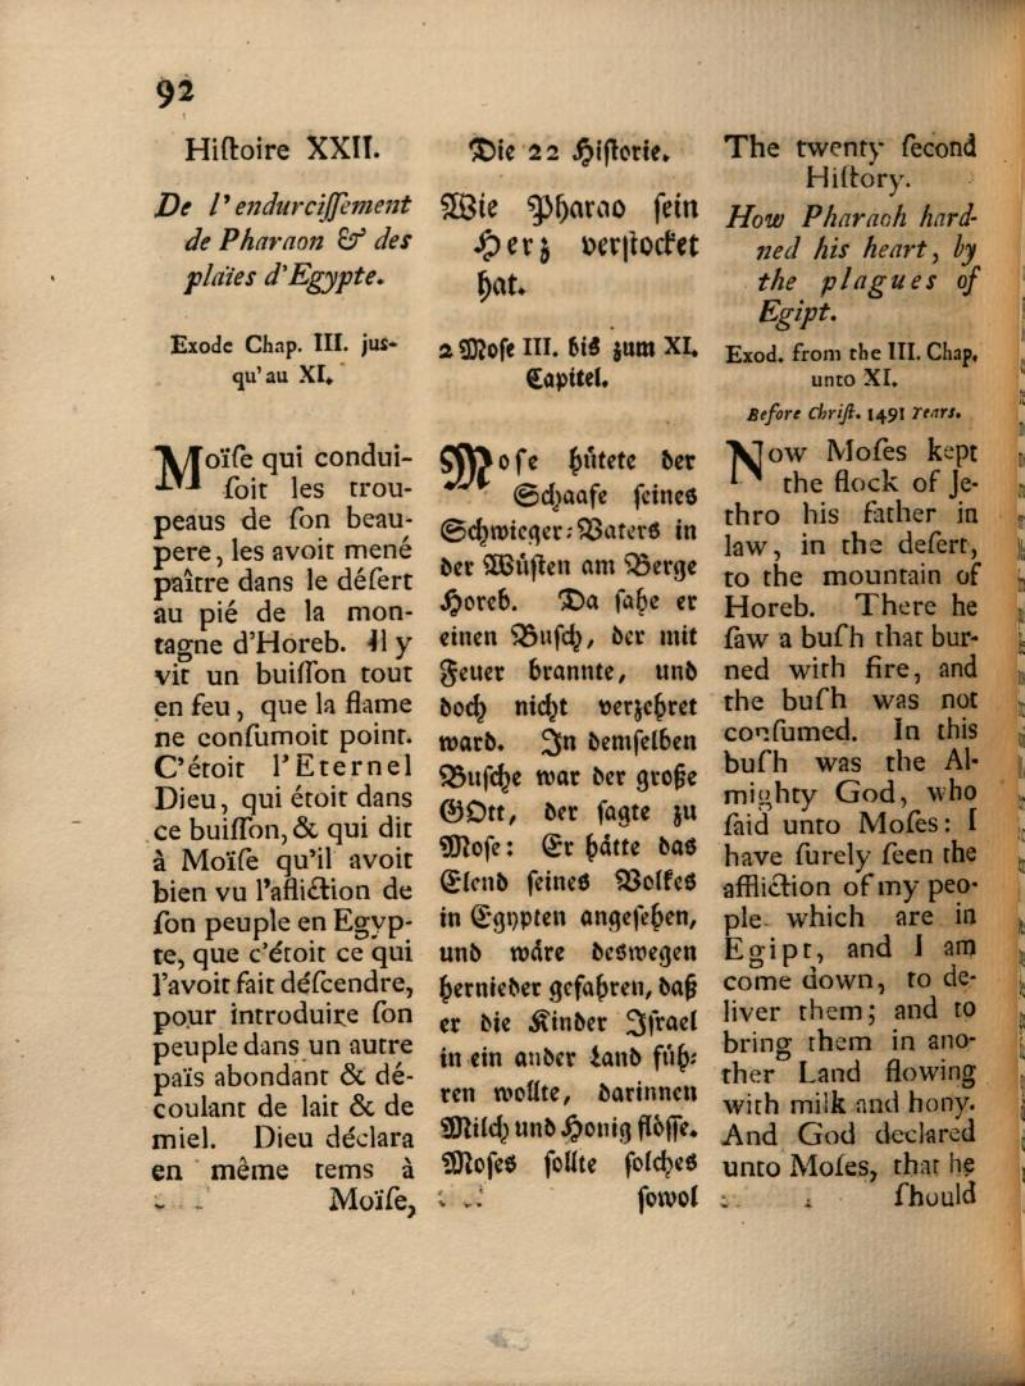 92
Hiſtoire XXII.
De l'endurciſſement
de Pharaon & des
plaïes d'Egypte.
Exode Chap. III. jus-
qu'au XI.
Moïſe qui condui-
ſoit les trou-
peaus de ſon beau-
pere, les avoit mené
paître dans le déſert
au pié de la mon-
tagne d'Horeb. Il y
vit un buiſſon tout
en feu, que la flame
ne conſumoit point.
C'étoit l'Eternel
Dieu, qui étoit dans
ce buiſſon, & qui dit
à Moïſe qu'il avoit
bien vu l'afliction de
ſon peuple en Egyp-
te, que c'étoit ce qui
l'avoit fait déſcendre,
pour introduire ſon
peuple dans un autre
païs abondant & dé-
coulant de lait & de
miel. Dieu déclara
en même tems à
Moïſe,
Die 22 Hiſtorie.
Wie Pharao ſein
Herz verſtocket
hat.
2 Moſe III. bis zum XI.
Capitel.
Moſe hütete der
Schaafe ſeines
Schwieger-Vaters in
der Wüſten am Berge
Horeb. Da ſahe er
einen Buſch, der mit
Feuer brannte, und
doch nicht verzehret
ward. In demſelben
Buſche war der große
GOtt, der ſagte zu
Moſe: Er hätte das
Elend ſeines Volkes
in Egypten angeſehen,
und wäre deswegen
hernieder gefahren, daß
er die Kinder Iſrael
in ein ander Land füh-
ren wollte, darinnen
Milch und Honig flöſſe.
Moſes ſollte ſolches
ſowol
The twenty ſecond
Hiſtory.
How Pharaoh hard-
ned his heart, by
the plagues of
Egipt.
Exod. from the III. Chap.
unto XI.
Before Chriſt. 1491 Years.
Now Moſes kept
the flock of Je-
thro his father in
law, in the deſert,
to the mountain of
Horeb. There he
ſaw a buſh that bur-
ned with fire, and
the buſh was not
conſumed. In this
buſh was the Al-
mighty God, who
ſaid unto Moſes: I
have ſurely ſeen the
affliction of my peo-
ple which are in
Egipt, and I am
come down, to de-
liver them; and to
bring them in ano-
ther Land flowing
with milk and hony.
And God declared
unto Moſes, that he
ſhould